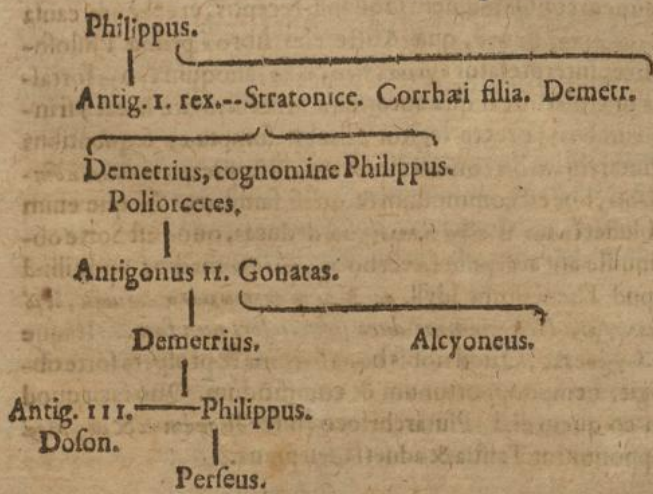 Philippus.
Antig. I. rex.--Stratonice. Corrhæi filia. Demetr.
Demetrius, cognomine Philippus.
Poliorcetes.
Antigonus II. Gonatas.
Demetrius. Alcyoneus.
Antig. III.——Philippus.
Doſon.
Perſeus.